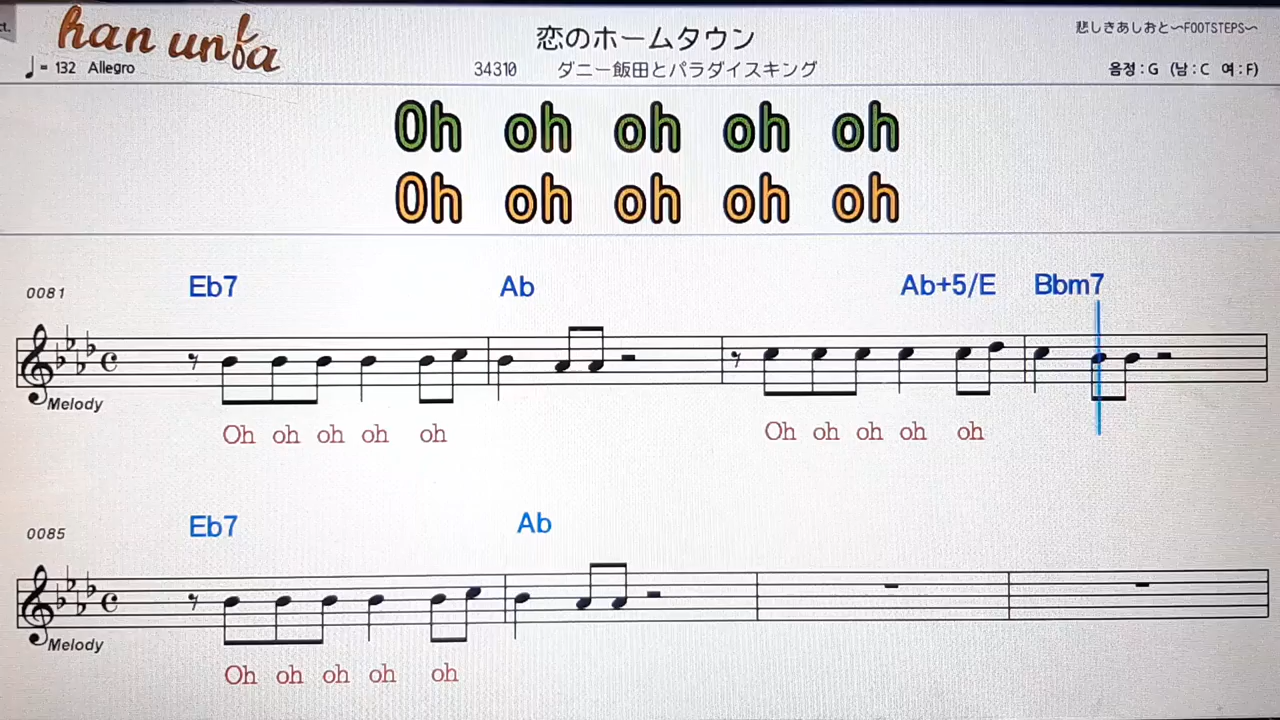 ct.
han unfa
恋のホームタウン
悲しきあしおと〜FOOTSTEPS〜
♩= 132 Allegro
34310 ダニー飯田とパラダイスキング
음정 : G (남 : C 여 : F)
Oh oh oh oh oh
Oh oh oh oh oh
0081 Eb7 Ab Ab+5/E Bbm7
Melody
Oh oh oh oh oh Oh oh oh oh oh
0085 Eb7 Ab
Melody
Oh oh oh oh oh